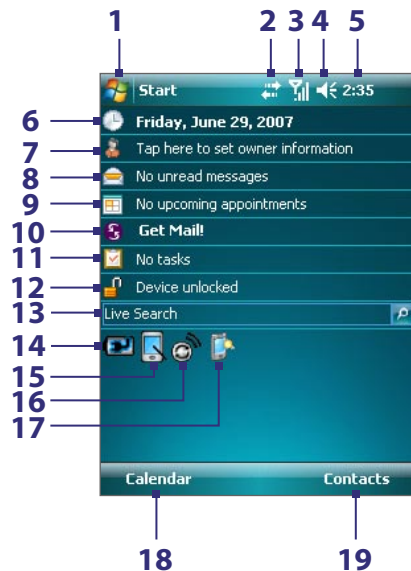 1 2 3 4 5
Start 2:35
6 Friday, June 29, 2007
7 Tap here to set owner information
8 No unread messages
9 No upcoming appointments
10 Get Mail!
11 No tasks
12 Device unlocked
13 Live Search
14
15
16
17
Calendar Contacts
18 19